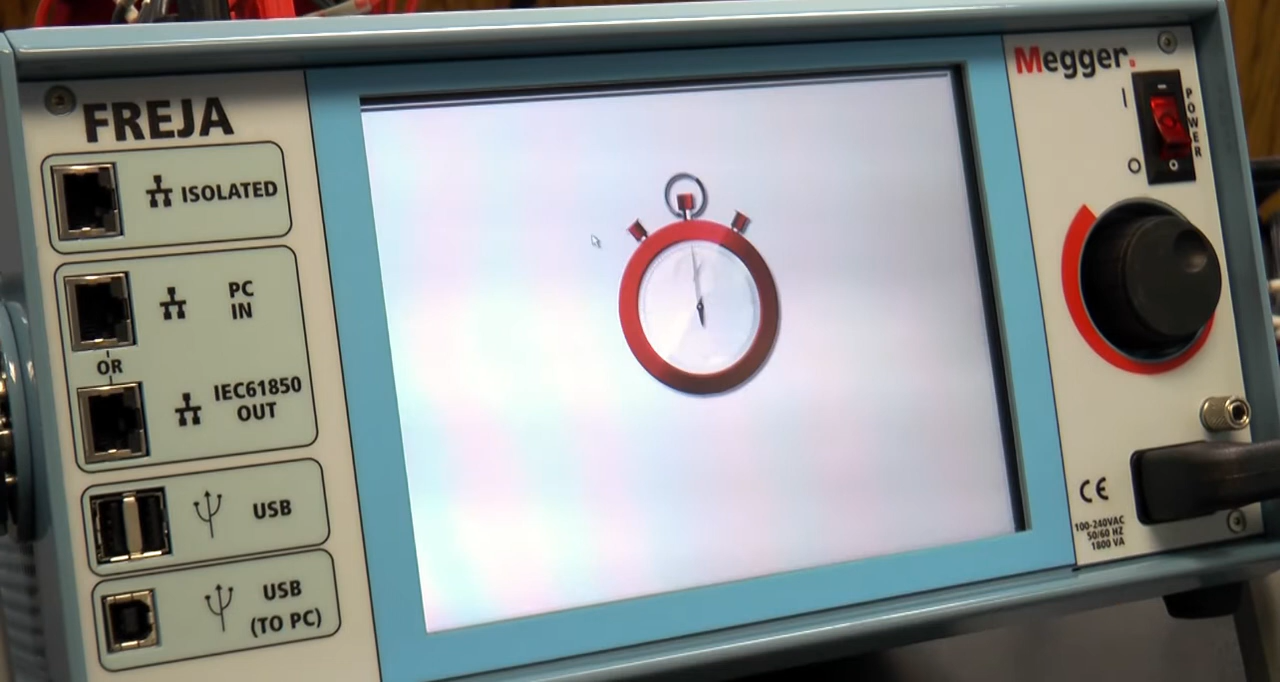 FREJA
ISOLATED
PC
IN
OR
IEC61850
OUT
USB
USB
(TO PC)
Megger.
I
POWER
O
CE
100-240VAC
50/60 HZ
1800 VA